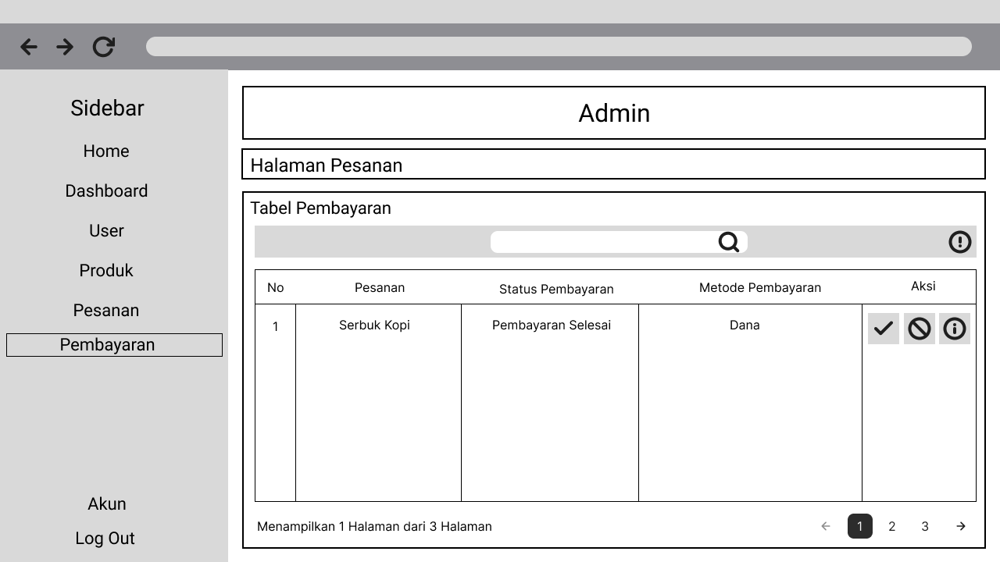 Sidebar
Home
Dashboard
User
Produk
Pesanan
Pembayaran
Akun
Log Out
Admin
Halaman Pesanan
Tabel Pembayaran
No Pesanan Status Pembayaran Metode Pembayaran Aksi
1 Serbuk Kopi Pembayaran Selesai Dana
Menampilkan 1 Halaman dari 3 Halaman 1 2 3